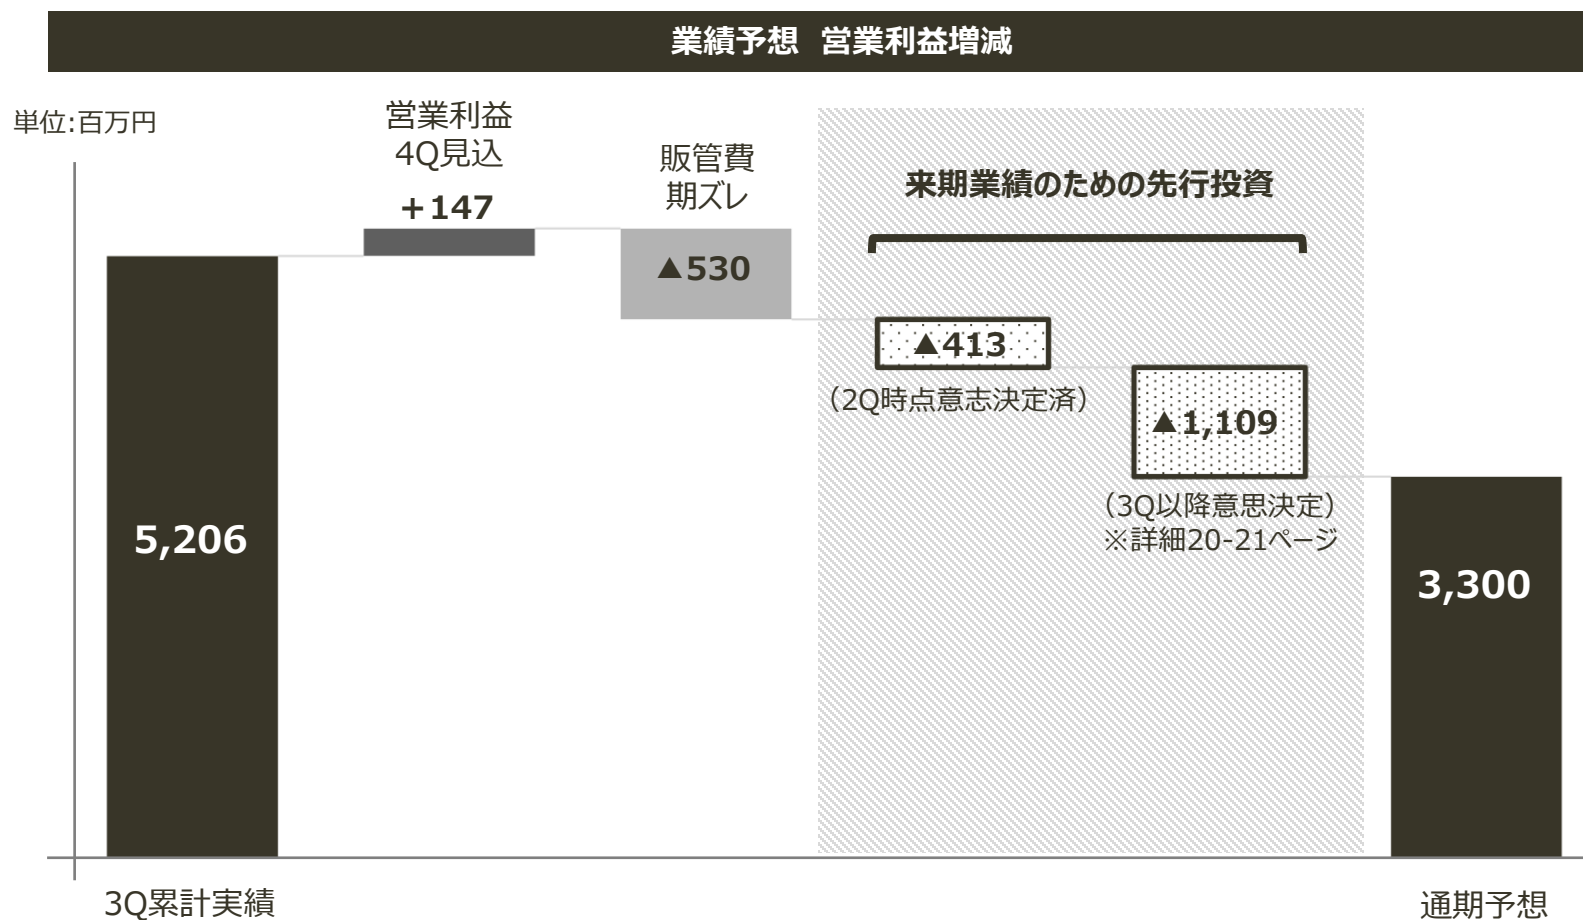 業績予想 営業利益増減
単位:百万円
営業利益
4Q見込
+147
販管費
期ズレ
▲530
来期業績のための先行投資
▲413
（2Q時点意志決定済）
▲1,109
（3Q以降意思決定）
※詳細20-21ページ
5,206
3,300
3Q累計実績
通期予想